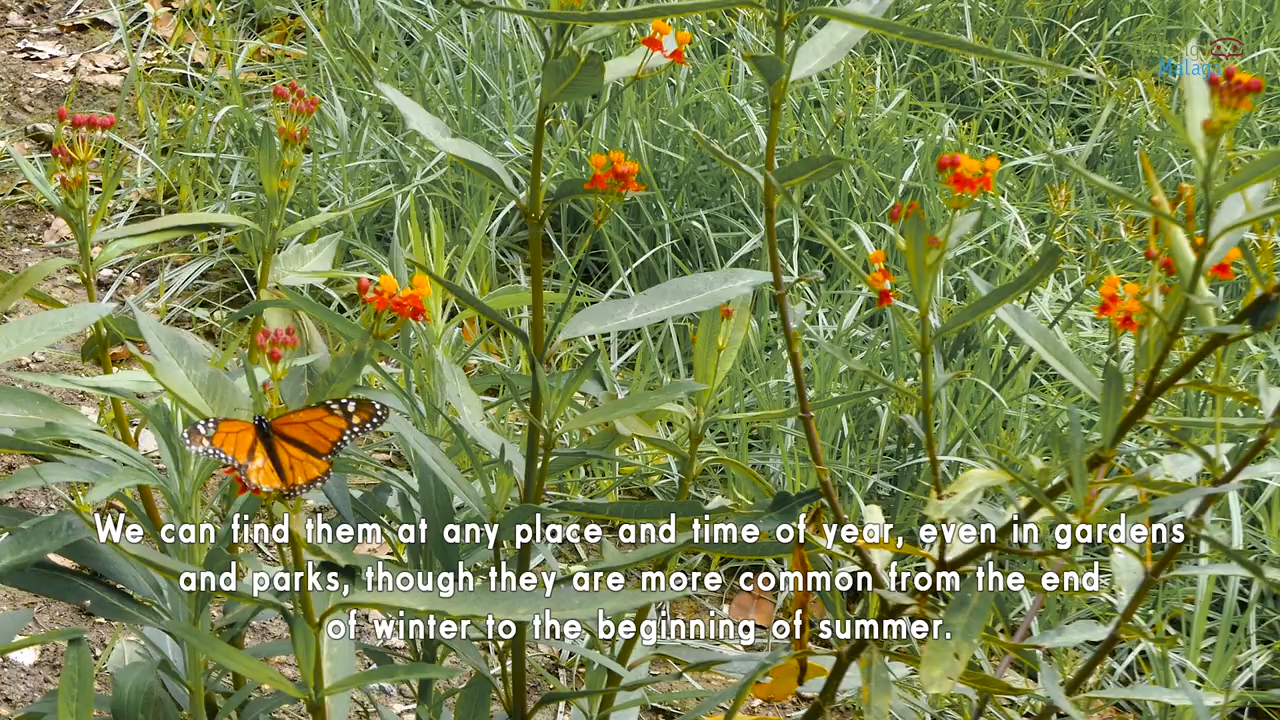 Malaga
We can find them at any place and time of year, even in gardens
and parks, though they are more common from the end
of winter to the beginning of summer.